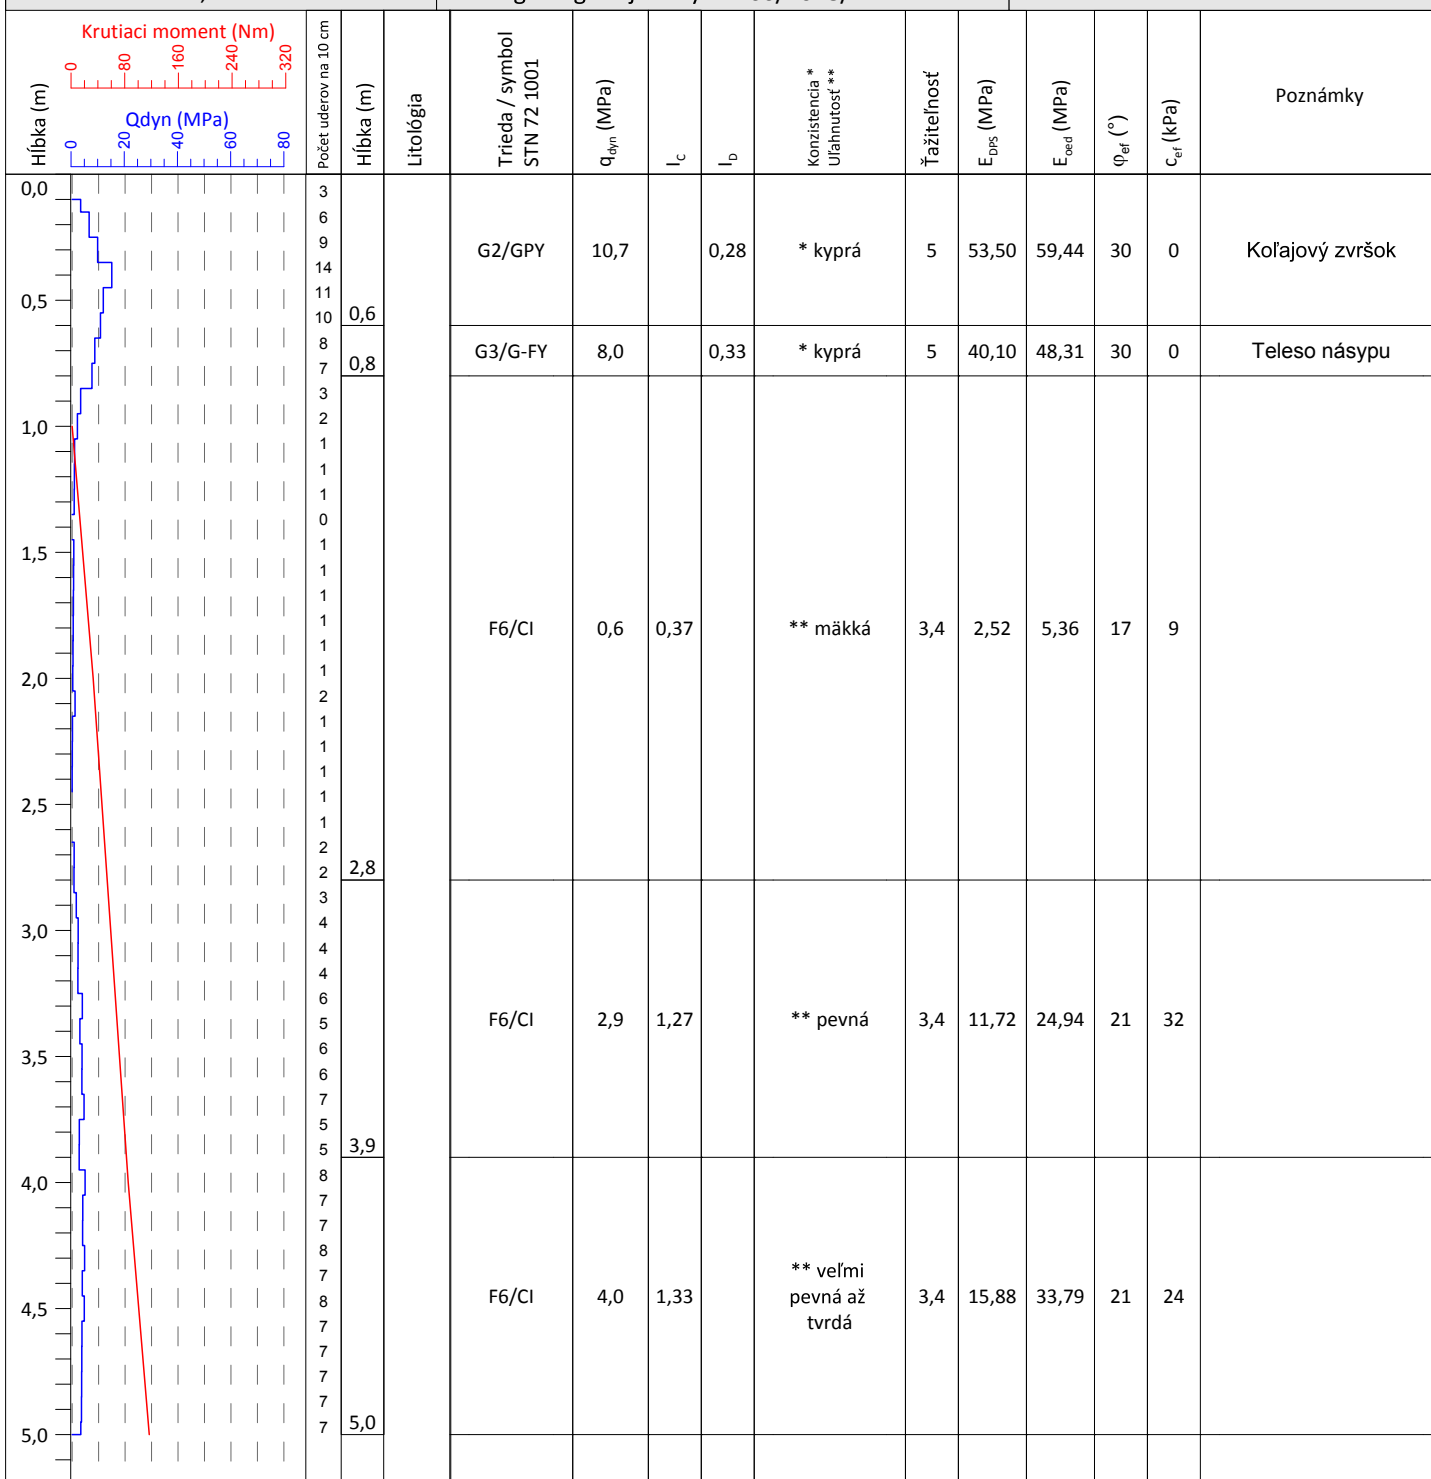 Krutiaci moment (Nm)
0 80 160 240 320
Qdyn (MPa)
0 20 40 60 80
Hĺbka (m)
Počet uderov na 10 cm
Hĺbka (m)
Litológia
Trieda / symbol
STN 72 1001
qdyn (MPa)
IC
ID
Konzistencia *
Uľahnutosť **
Ťažiteľnosť
EDPS (MPa)
Eoed (MPa)
φef (°)
cef (kPa)
Poznámky
0,0
0,5
1,0
1,5
2,0
2,5
3,0
3,5
4,0
4,5
5,0
3
6
9
14
11
10
8
7
3
2
1
1
1
0
1
1
1
1
1
1
2
1
1
1
1
1
2
2
3
4
4
4
6
5
6
6
7
5
5
8
7
7
8
7
8
7
7
7
7
7
0,6
0,8
2,8
3,9
5,0
G2/GPY 10,7 0,28 * kyprá 5 53,50 59,44 30 0 Koľajový zvršok
G3/G-FY 8,0 0,33 * kyprá 5 40,10 48,31 30 0 Teleso násypu
F6/CI 0,6 0,37 ** mäkká 3,4 2,52 5,36 17 9
F6/CI 2,9 1,27 ** pevná 3,4 11,72 24,94 21 32
F6/CI 4,0 1,33 ** veľmi
pevná až
tvrdá
3,4 15,88 33,79 21 24